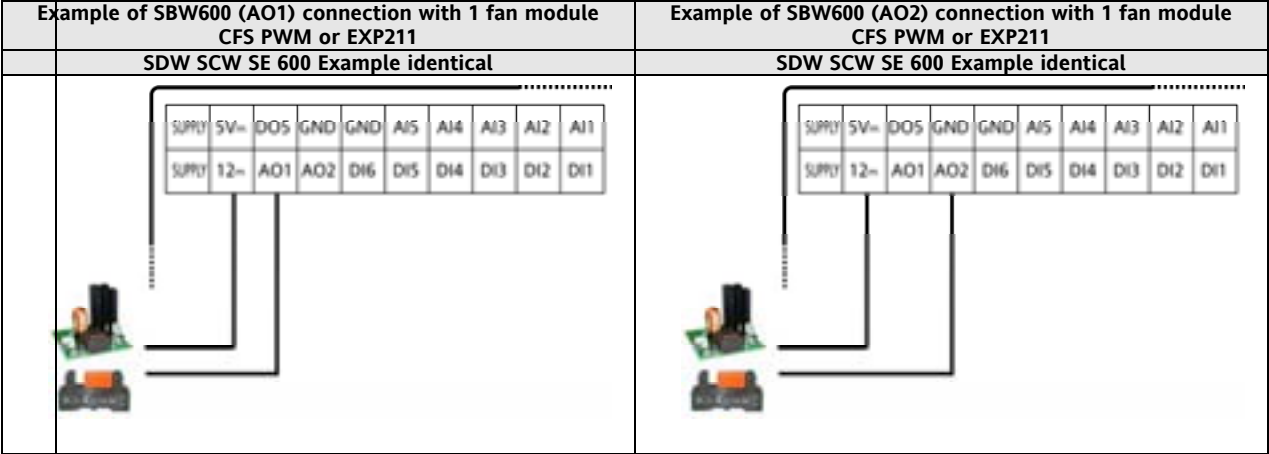 Example of SBW600 (AO1) connection with 1 fan module
CFS PWM or EXP211
SDW SCW SE 600 Example identical
SUPPLY 5V⎓ DO5 GND GND AI5 AI4 AI3 AI2 AI1
SUPPLY 12⎓ AO1 AO2 DI6 DI5 DI4 DI3 DI2 DI1
Example of SBW600 (AO2) connection with 1 fan module
CFS PWM or EXP211
SDW SCW SE 600 Example identical
SUPPLY 5V⎓ DO5 GND GND AI5 AI4 AI3 AI2 AI1
SUPPLY 12⎓ AO1 AO2 DI6 DI5 DI4 DI3 DI2 DI1